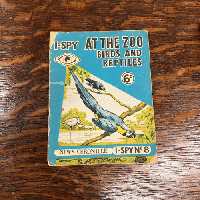 I-SPY AT THE ZOO
BIRDS AND
REPTILES
6D
NEWS CHRONICLE I-SPY No 8